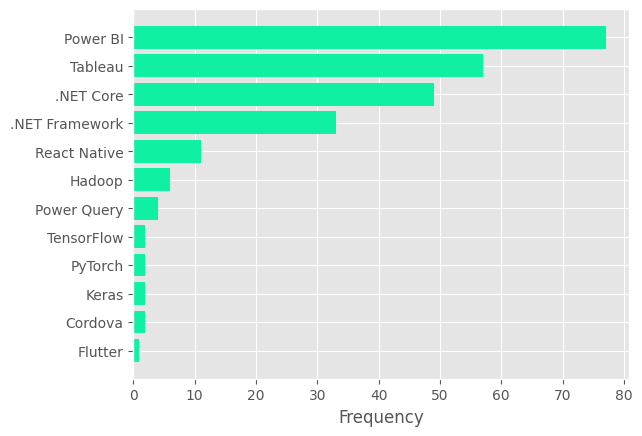 Power BI
Tableau
.NET Core
.NET Framework
React Native
Hadoop
Power Query
TensorFlow
PyTorch
Keras
Cordova
Flutter
0 10 20 30 40 50 60 70 80
Frequency